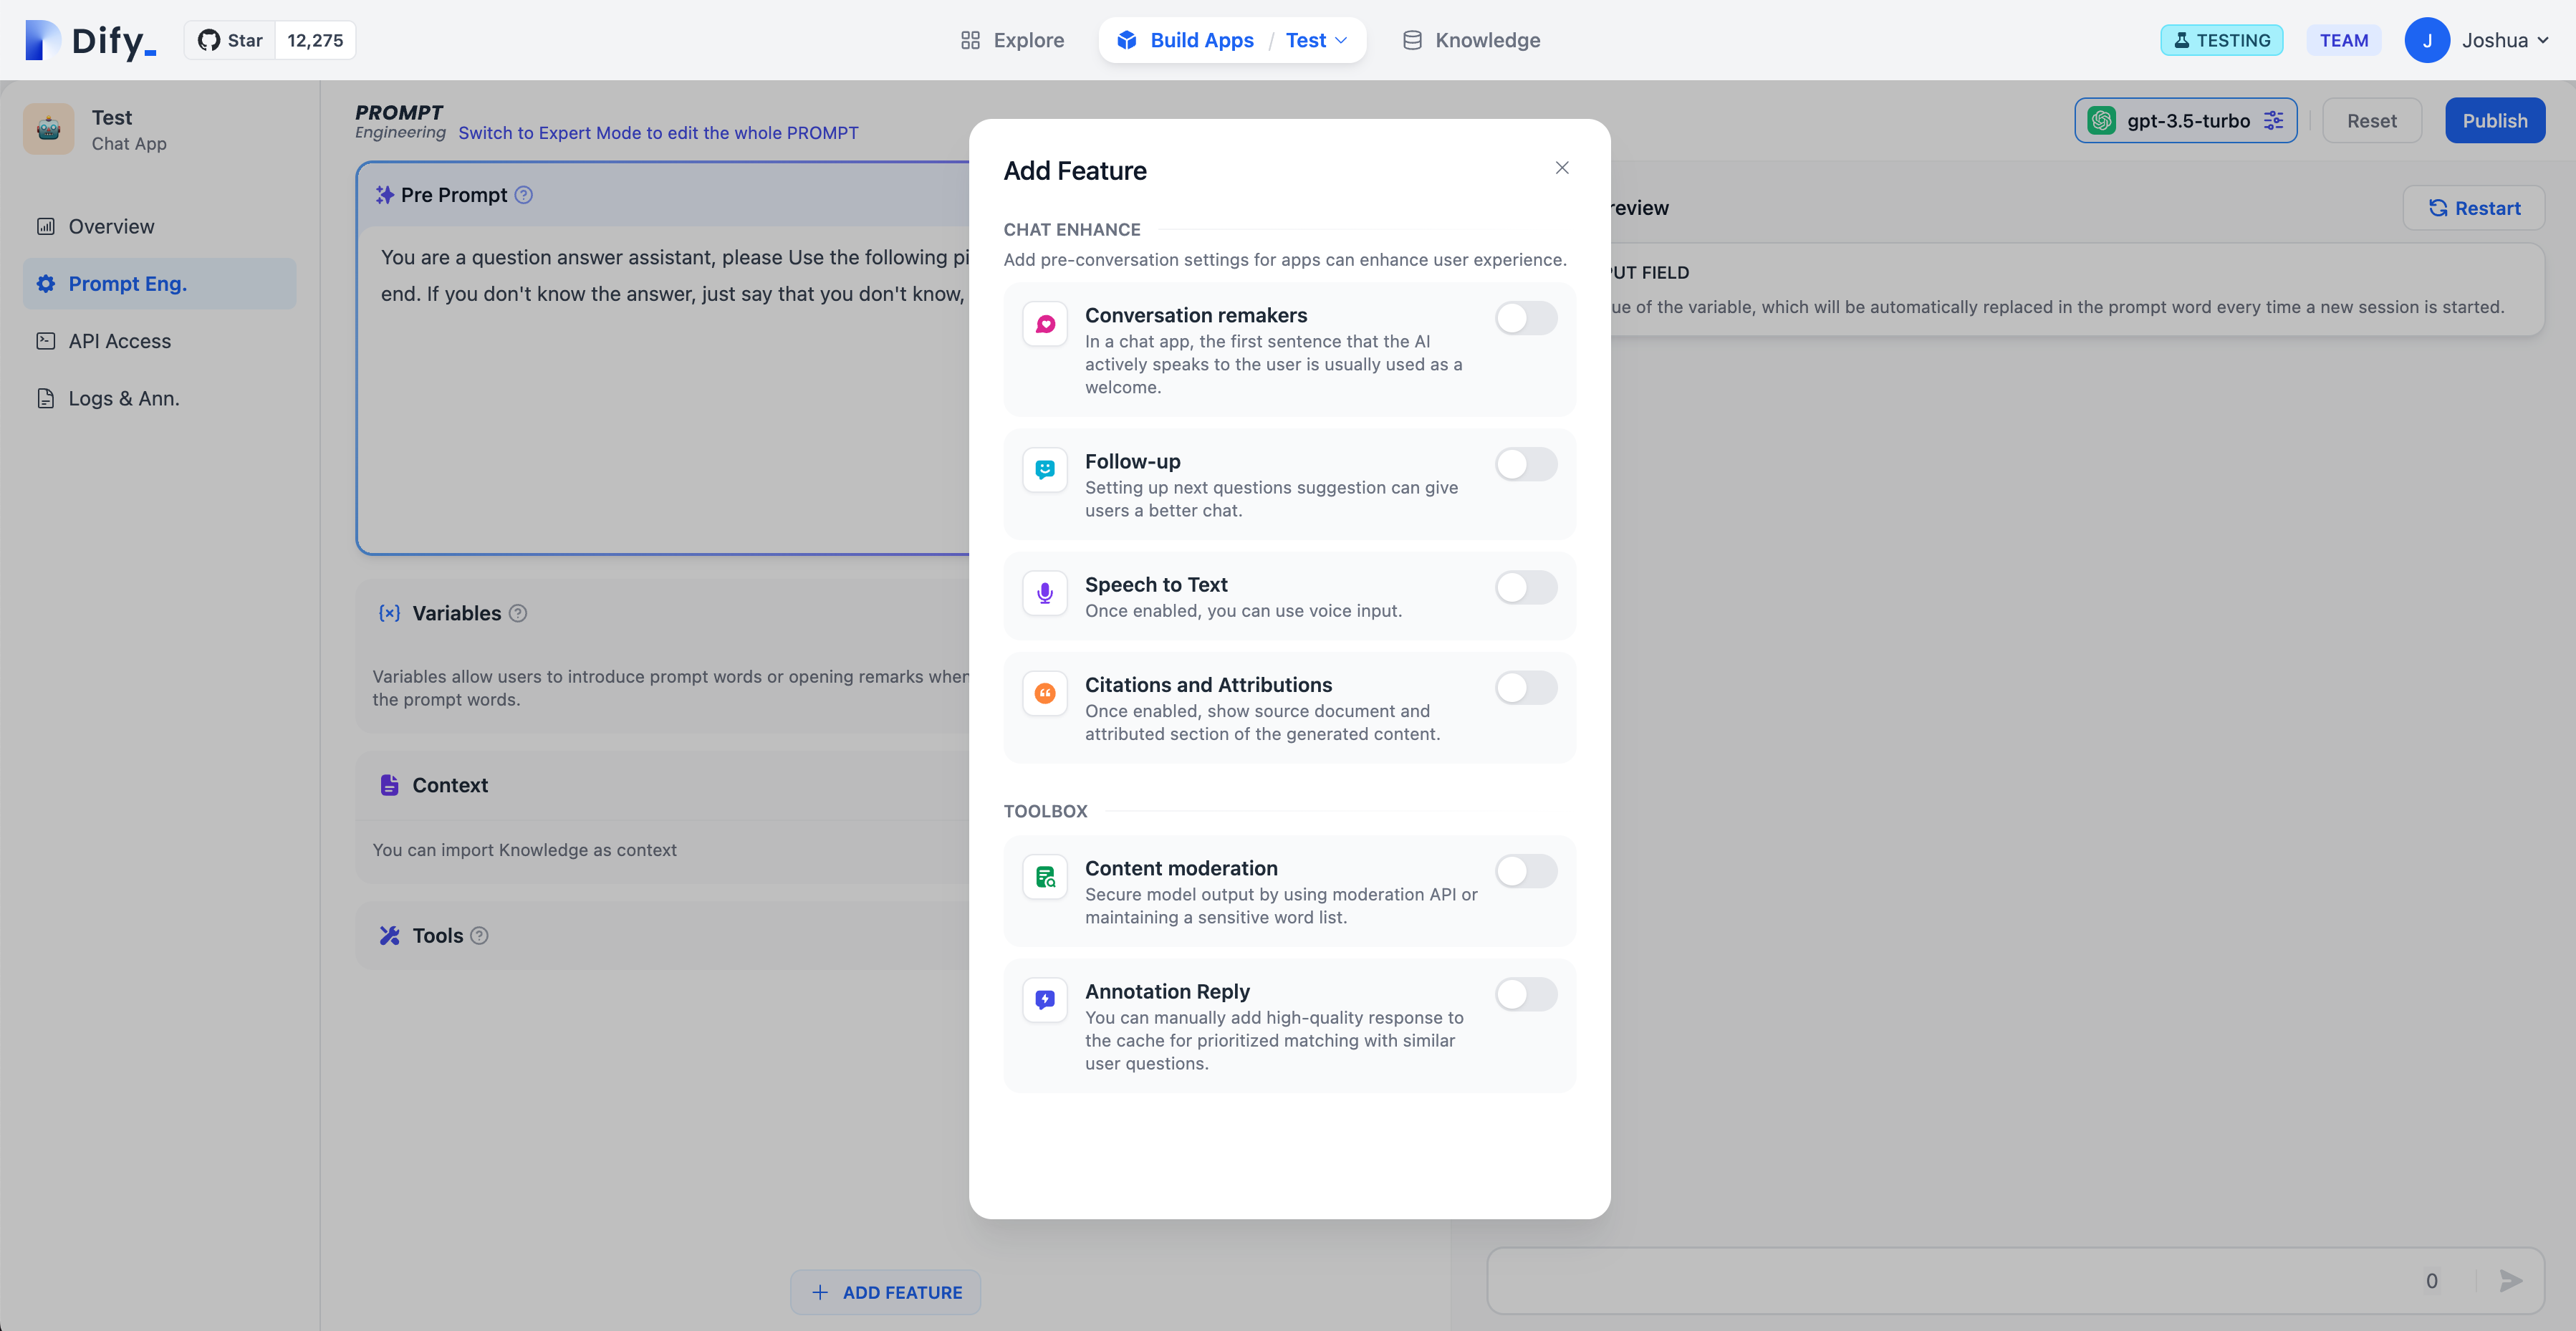 Dify_
Star 12,275
Explore
Build Apps / Test
Knowledge
TESTING
TEAM
J Joshua
Test
Chat App
Overview
Prompt Eng.
API Access
Logs & Ann.
PROMPT
Engineering Switch to Expert Mode to edit the whole PROMPT
gpt-3.5-turbo
Reset
Publish
Pre Prompt
You are a question answer assistant, please Use the following pi
end. If you don't know the answer, just say that you don't know,
Variables
Variables allow users to introduce prompt words or opening remarks when
the prompt words.
Context
You can import Knowledge as context
Tools
+ ADD FEATURE
Add Feature
CHAT ENHANCE
Add pre-conversation settings for apps can enhance user experience.
Conversation remakers
In a chat app, the first sentence that the AI
actively speaks to the user is usually used as a
welcome.
Follow-up
Setting up next questions suggestion can give
users a better chat.
Speech to Text
Once enabled, you can use voice input.
Citations and Attributions
Once enabled, show source document and
attributed section of the generated content.
TOOLBOX
Content moderation
Secure model output by using moderation API or
maintaining a sensitive word list.
Annotation Reply
You can manually add high-quality response to
the cache for prioritized matching with similar
user questions.
review
Restart
UT FIELD
ue of the variable, which will be automatically replaced in the prompt word every time a new session is started.
0